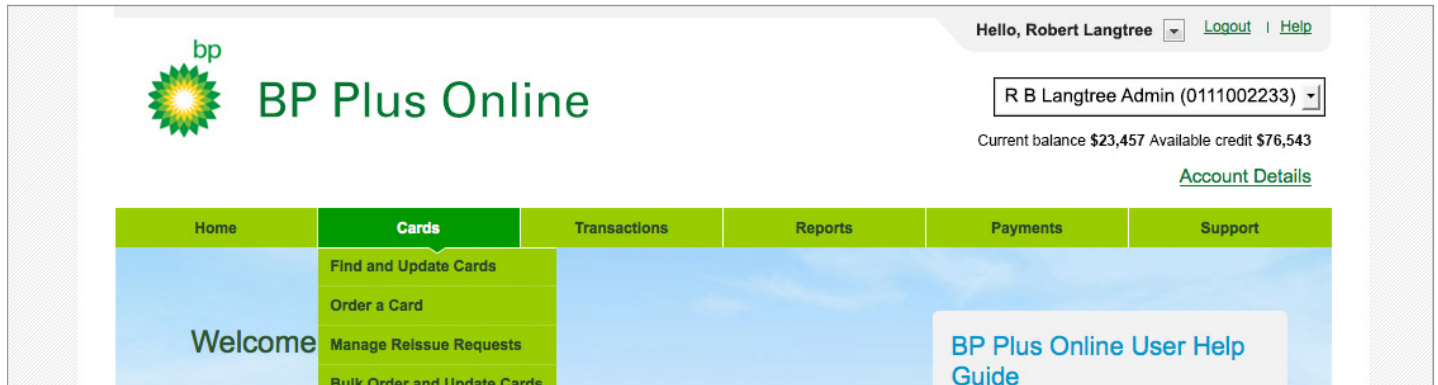 Hello, Robert Langtree
Logout | Help
bp
BP Plus Online
R B Langtree Admin (0111002233)
Current balance $23,457 Available credit $76,543
Account Details
Home Cards Transactions Reports Payments Support
Find and Update Cards
Order a Card
Welcome
Manage Reissue Requests
Bulk Order and Update Cards
BP Plus Online User Help
Guide